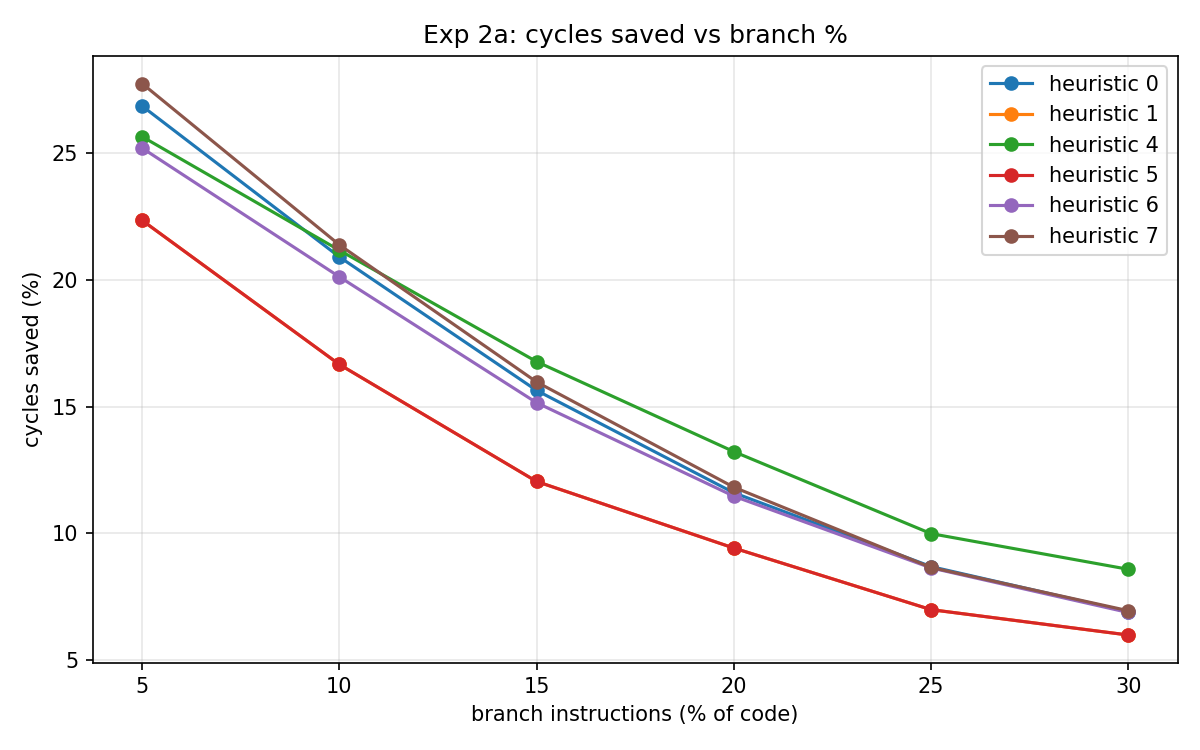 Exp 2a: cycles saved vs branch %
heuristic 0
heuristic 1
heuristic 4
heuristic 5
heuristic 6
heuristic 7
cycles saved (%)
25
20
15
10
5
5 10 15 20 25 30
branch instructions (% of code)